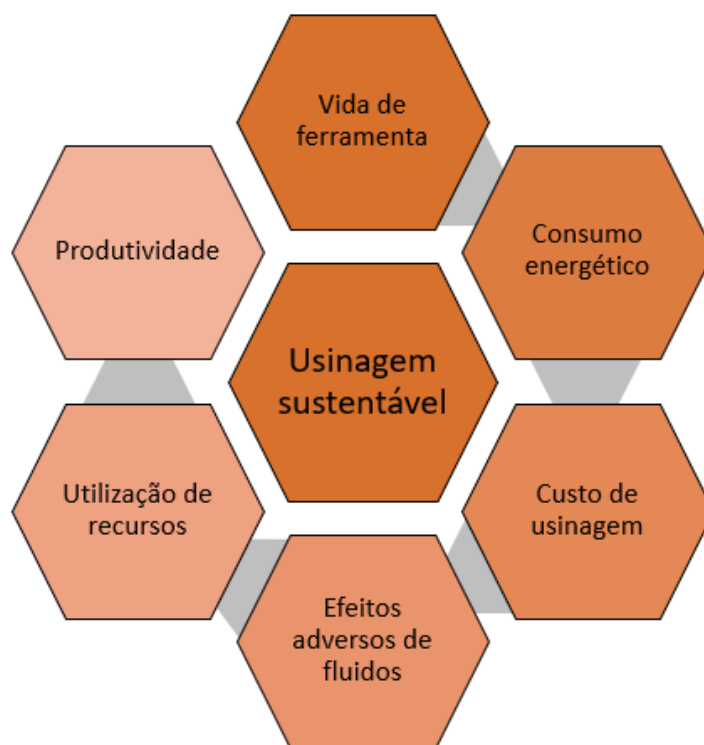 Vida de
ferramenta
Consumo
energético
Custo de
usinagem
Efeitos
adversos de
fluidos
Utilização de
recursos
Produtividade
Usinagem
sustentável